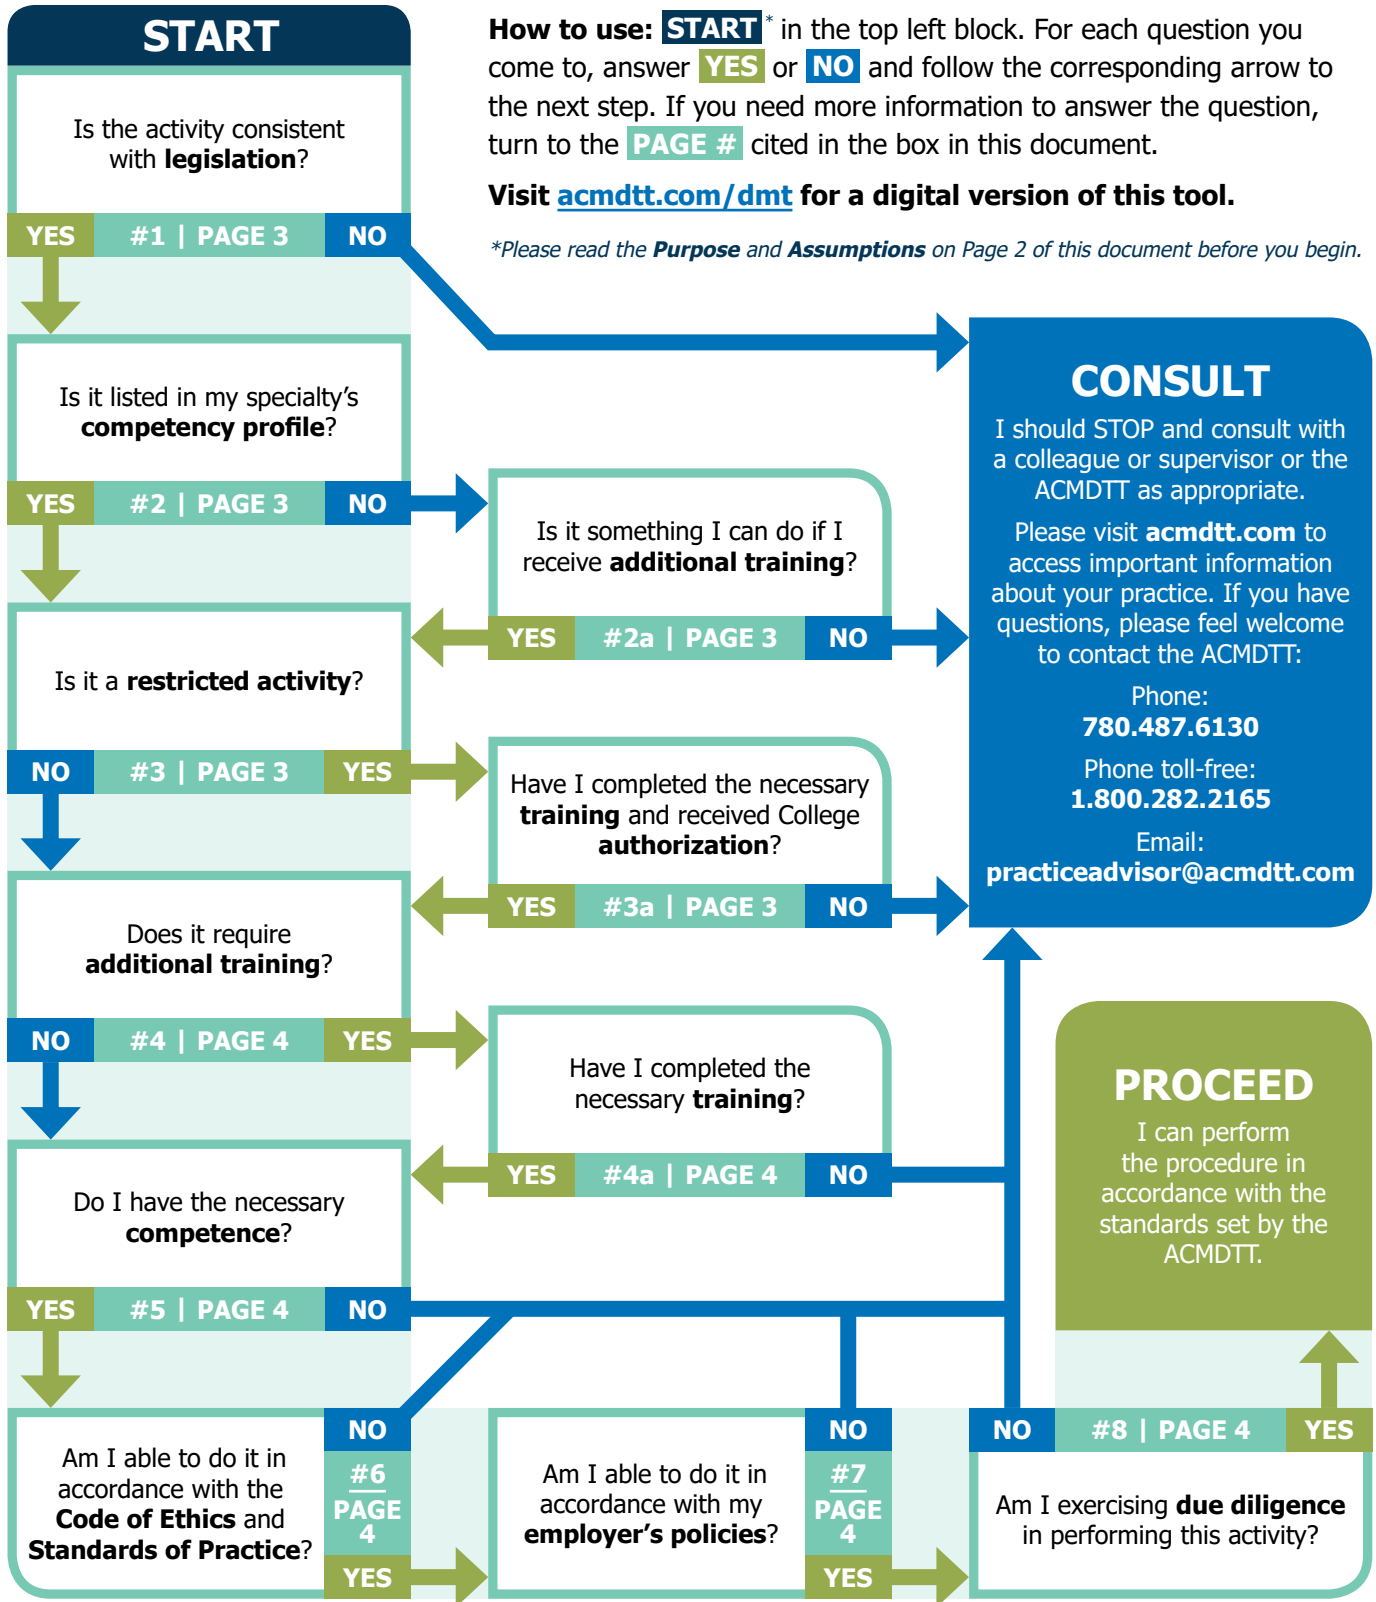 START
How to use: START* in the top left block. For each question you
come to, answer YES or NO and follow the corresponding arrow to
the next step. If you need more information to answer the question,
turn to the PAGE # cited in the box in this document.
Visit acmdtt.com/dmt for a digital version of this tool.
*Please read the Purpose and Assumptions on Page 2 of this document before you begin.
Is the activity consistent
with legislation?
YES #1 | PAGE 3 NO
Is it listed in my specialty's
competency profile?
YES #2 | PAGE 3 NO
Is it something I can do if I
receive additional training?
YES #2a | PAGE 3 NO
Is it a restricted activity?
NO #3 | PAGE 3 YES
Have I completed the necessary
training and received College
authorization?
YES #3a | PAGE 3 NO
Does it require
additional training?
NO #4 | PAGE 4 YES
Have I completed the
necessary training?
YES #4a | PAGE 4 NO
Do I have the necessary
competence?
YES #5 | PAGE 4 NO
Am I able to do it in
accordance with the
Code of Ethics and
Standards of Practice?
NO
#6
PAGE
4
YES
Am I able to do it in
accordance with my
employer's policies?
NO
#7
PAGE
4
YES
NO #8 | PAGE 4 YES
Am I exercising due diligence
in performing this activity?
CONSULT
I should STOP and consult with
a colleague or supervisor or the
ACMDTT as appropriate.
Please visit acmdtt.com to
access important information
about your practice. If you have
questions, please feel welcome
to contact the ACMDTT:
Phone:
780.487.6130
Phone toll-free:
1.800.282.2165
Email:
practiceadvisor@acmdtt.com
PROCEED
I can perform
the procedure in
accordance with the
standards set by the
ACMDTT.